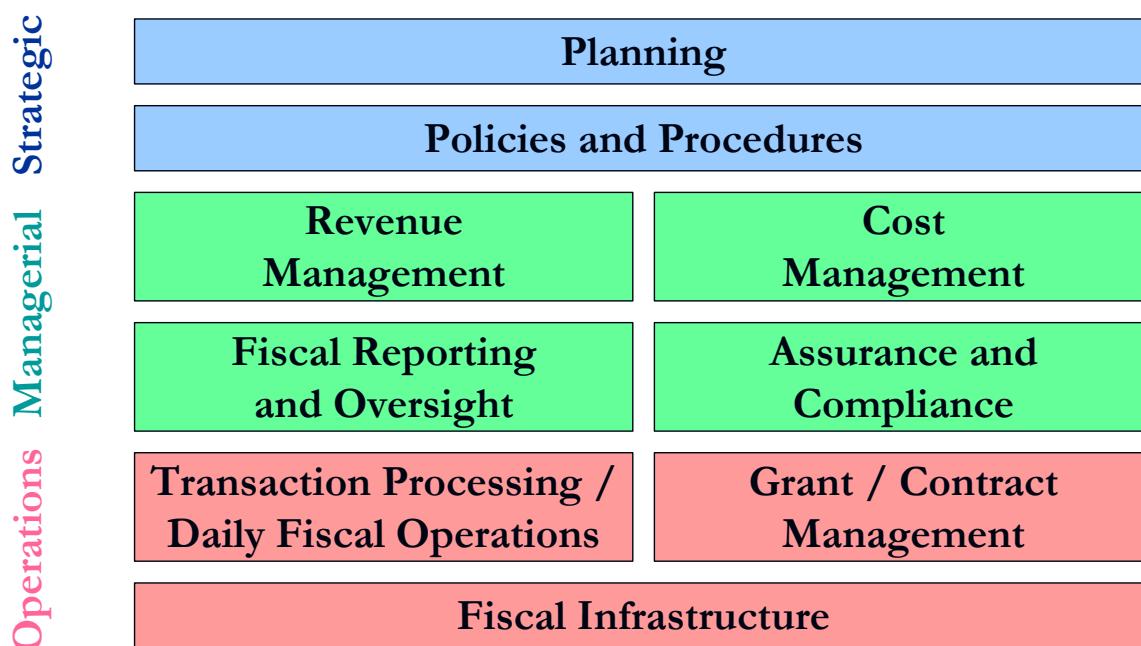 Strategic
Planning
Policies and Procedures
Managerial
Revenue
Management
Cost
Management
Fiscal Reporting
and Oversight
Assurance and
Compliance
Operations
Transaction Processing /
Daily Fiscal Operations
Grant / Contract
Management
Fiscal Infrastructure